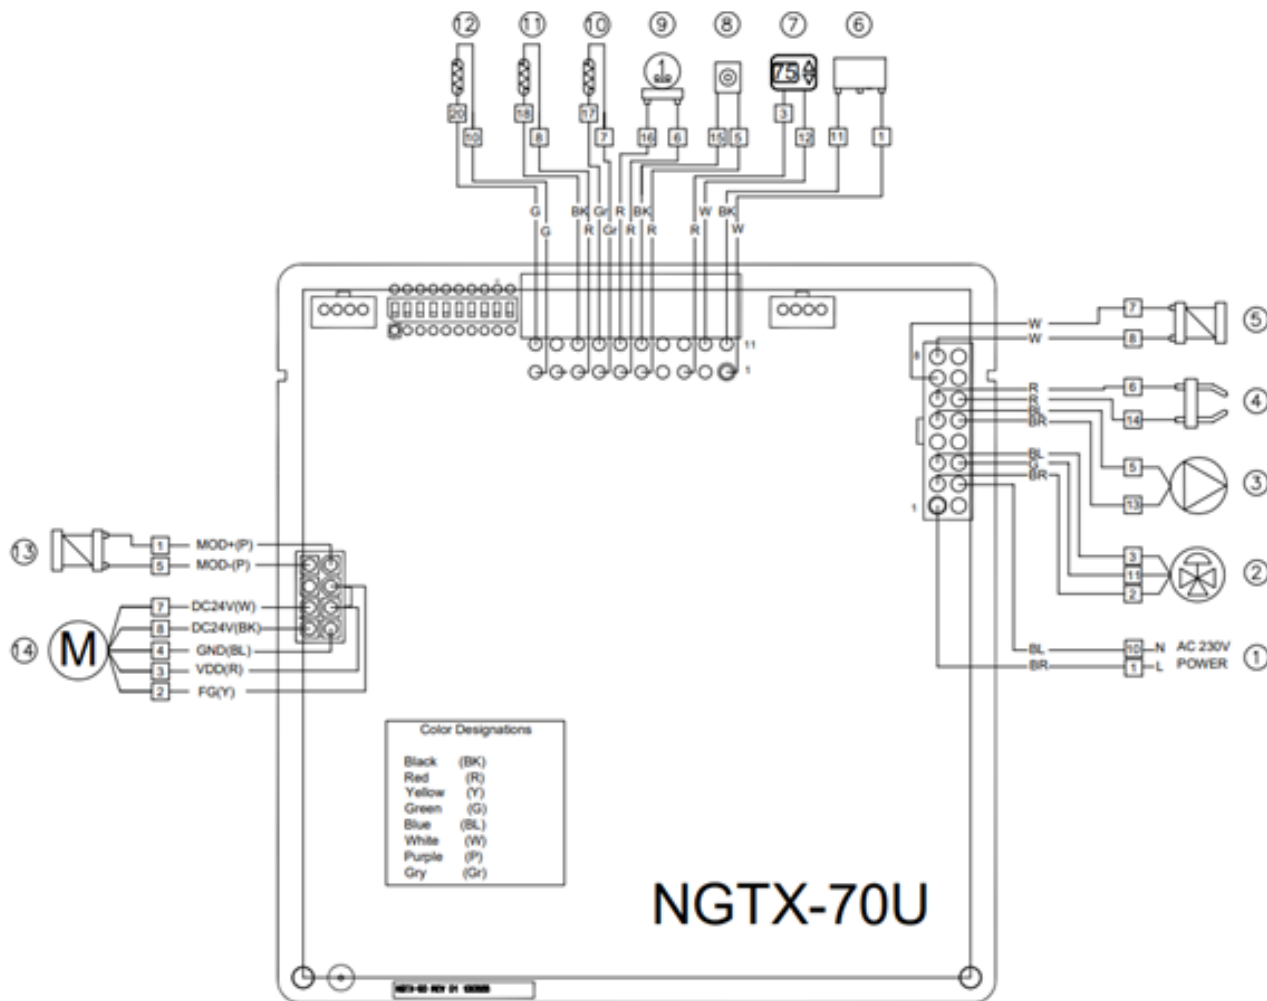 12 11 10 9 8 7 6
1 75
20 18 17 3
10 8 7 16 6 15 5 12 11 1
G BK Gr R BK W BK
G R Gr R R R W
11
1
7 W
8 W
5
8
R 6
R 14
BL
BR
4
BL 5
G
BR 13
3
1
3
11
2
2
BL 10 N AC 230V
BR 1 L POWER
1
13
1 MOD+(P)
5 MOD-(P)
14
M
7 DC24V(W)
8 DC24V(BK)
4 GND(BL)
3 VDD(R)
2 FG(Y)
Color Designations
Black (BK)
Red (R)
Yellow (Y)
Green (G)
Blue (BL)
White (W)
Purple (P)
Gry (Gr)
NGTX-70U